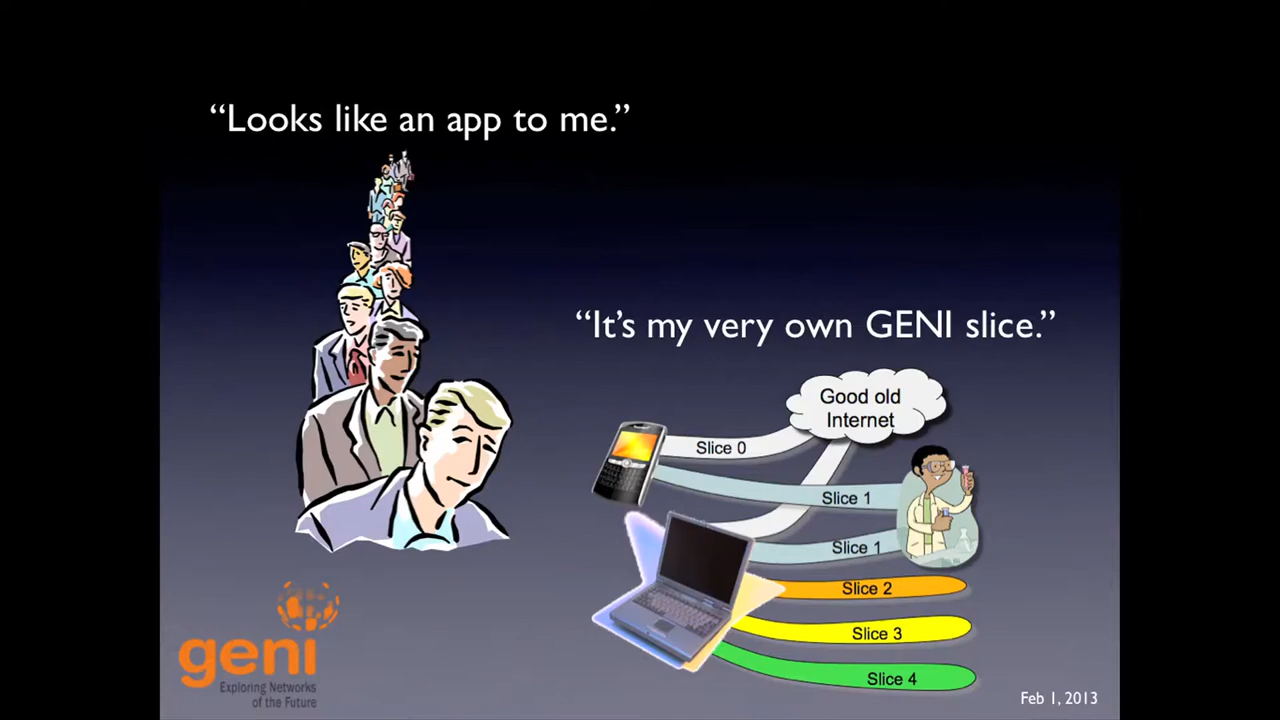 “Looks like an app to me.”
“It’s my very own GENI slice.”
Good old
Internet
Slice 0
Slice 1
Slice 1
Slice 2
Slice 3
Slice 4
geni
Exploring Networks
of the Future
Feb 1, 2013